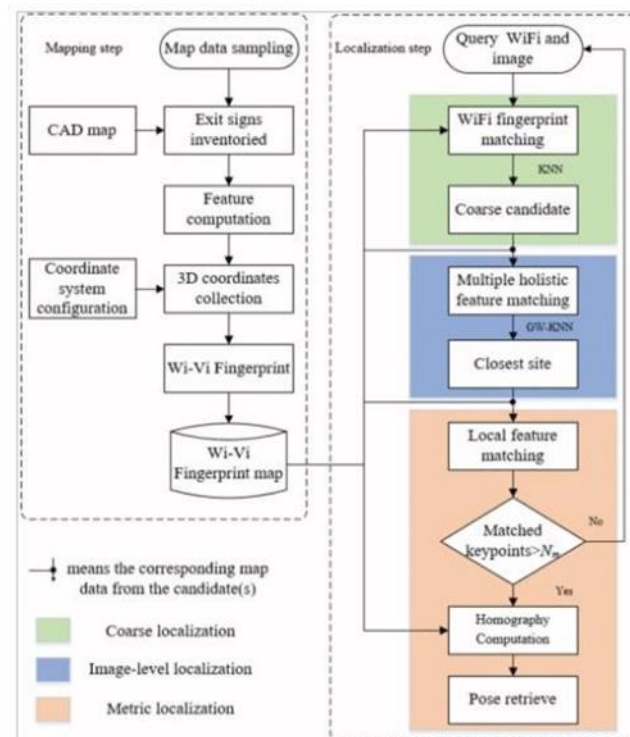 Mapping step
Map data sampling
CAD map
Exit signs
inventoried
Feature
computation
Coordinate
system
configuration
3D coordinates
collection
Wi-Vi Fingerprint
Wi-Vi
Fingerprint map
means the corresponding map
data from the candidate(s)
Coarse localization
Image-level localization
Metric localization
Localization step
Query WiFi and
image
WiFi fingerprint
matching
KNN
Coarse candidate
Multiple holistic
feature matching
GW-KNN
Closest site
Local feature
matching
Matched
keypoints>Nm
No
Yes
Homography
Computation
Pose retrieve